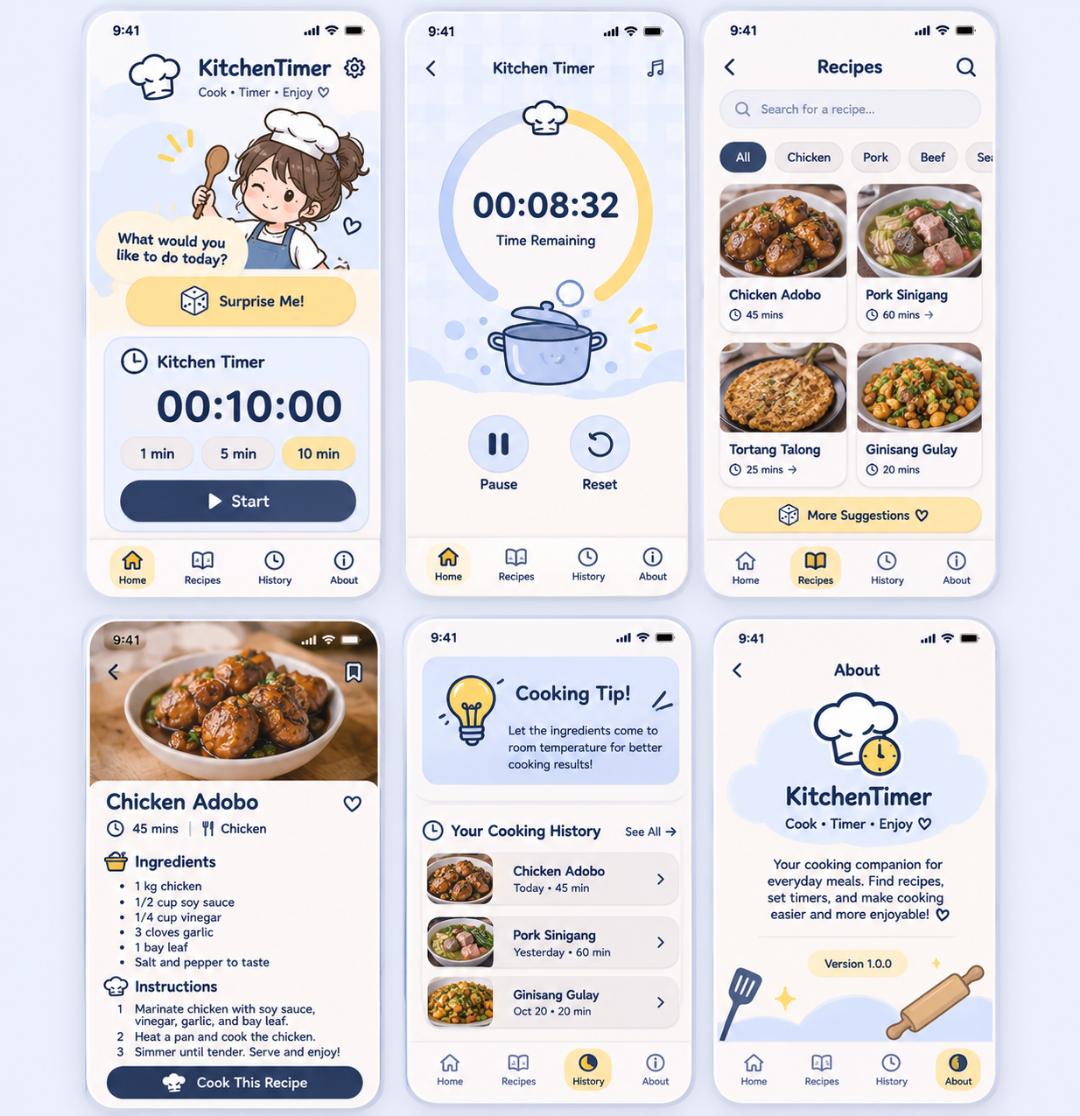 9:41
KitchenTimer
Cook • Timer • Enjoy ♡
What would you
like to do today?
Surprise Me!
Kitchen Timer
00:10:00
1 min
5 min
10 min
Start
Home
Recipes
History
About
9:41
Kitchen Timer
00:08:32
Time Remaining
Pause
Reset
Home
Recipes
History
About
9:41
Recipes
Search for a recipe...
All
Chicken
Pork
Beef
Sea
Chicken Adobo
45 mins
Pork Sinigang
60 mins →
Tortang Talong
25 mins →
Ginisang Gulay
20 mins
More Suggestions ♡
Home
Recipes
History
About
9:41
Chicken Adobo
45 mins | Chicken
Ingredients
• 1 kg chicken
• 1/2 cup soy sauce
• 1/4 cup vinegar
• 3 cloves garlic
• 1 bay leaf
• Salt and pepper to taste
Instructions
1 Marinate chicken with soy sauce,
vinegar, garlic, and bay leaf.
2 Heat a pan and cook the chicken.
3 Simmer until tender. Serve and enjoy!
Cook This Recipe
9:41
Cooking Tip!
Let the ingredients come to
room temperature for better
cooking results!
Your Cooking History
See All →
Chicken Adobo
Today • 45 min
Pork Sinigang
Yesterday • 60 min
Ginisang Gulay
Oct 20 • 20 min
Home
Recipes
History
About
9:41
About
KitchenTimer
Cook • Timer • Enjoy ♡
Your cooking companion for
everyday meals. Find recipes,
set timers, and make cooking
easier and more enjoyable! ♡
Version 1.0.0
Home
Recipes
History
About